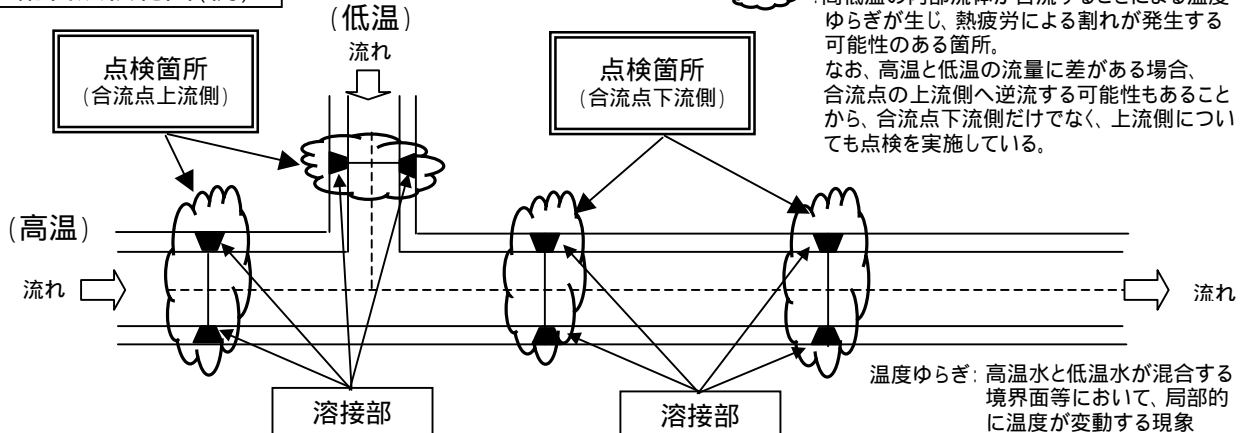 (低温)
流れ
点検箇所
(合流点上流側)
点検箇所
(合流点下流側)
ゆらぎが生じ、熱疲労による割れが発生する
可能性のある箇所。
なお、高温と低温の流量に差がある場合、
合流点の上流側へ逆流する可能性もあること
から、合流点下流側だけでなく、上流側につい
ても点検を実施している。
(高温)
流れ
流れ
溶接部
溶接部
温度ゆらぎ: 高温水と低温水が混合する
境界面等において、局部的
に温度が変動する現象